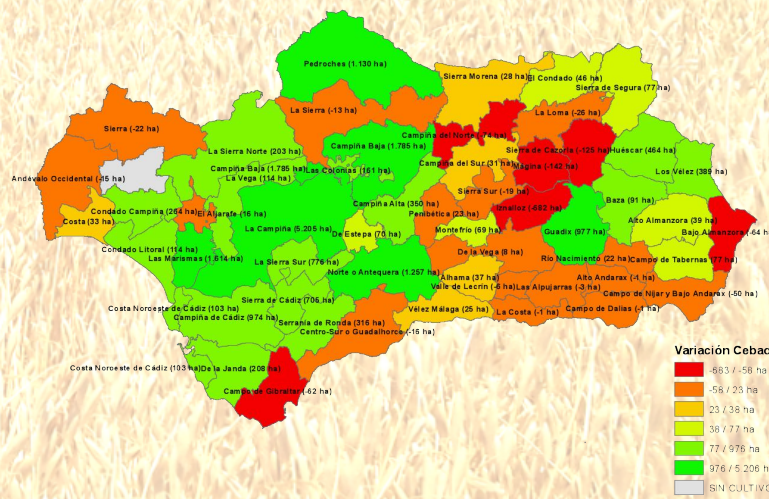 Pedroches (1.130 ha)
Sierra Morena (28 ha)
El Condado (46 ha)
Sierra de Segura (77 ha)
La Sierra (-13 ha)
La Loma (-26 ha)
Sierra (-22 ha)
Campiña del Norte (-74 ha)
Campiña Baja (1.785 ha)
La Sierra Norte (203 ha)
Sierra de Cazorla (-125 ha)
Huéscar (464 ha)
Campiña del Sur (31 ha)
Mágina (-142 ha)
Campiña Baja (1.785 ha)
Las Colonias (161 ha)
Los Vélez (389 ha)
La Vega (114 ha)
Andévalo Occidental (-45 ha)
Sierra Sur (-19 ha)
Baza (91 ha)
Campiña Alta (350 ha)
Iznalloz (-682 ha)
Condado Campiña (264 ha)
El Aljarafe (16 ha)
Penibética (23 ha)
Costa (33 ha)
Alto Almanzora (39 ha)
La Campiña (5.205 ha)
Montefrío (69 ha)
De Estepa (70 ha)
Guadix (977 ha)
Bajo Almanzora (-64 ha)
Condado Litoral (114 ha)
De la Vega (8 ha)
Las Marismas (1.614 ha)
Río Nacimiento (22 ha)
Campo de Tabernas (77 ha)
La Sierra Sur (776 ha)
Norte o Antequera (1.257 ha)
Alhama (37 ha)
Alto Andarax (-1 ha)
Valle de Lecrín (-6 ha)
Las Alpujarras (-3 ha)
Campo de Nijar y Bajo Andarax (-50 ha)
Sierra de Cádiz (705 ha)
Costa Noroeste de Cádiz (103 ha)
Vélez Málaga (25 ha)
La Costa (-1 ha)
Campo de Dalias (-1 ha)
Campiña de Cádiz (974 ha)
Serranía de Ronda (316 ha)
Centro-Sur o Guadalhorce (-16 ha)
Costa Noroeste de Cádiz (103 ha)
De la Janda (208 ha)
Campo de Gibraltar (-62 ha)
Variación Cebad
-683 / -58 ha
-58 / 23 ha
23 / 38 ha
38 / 77 ha
77 / 976 ha
976 / 5.206 h
SIN CULTIVO